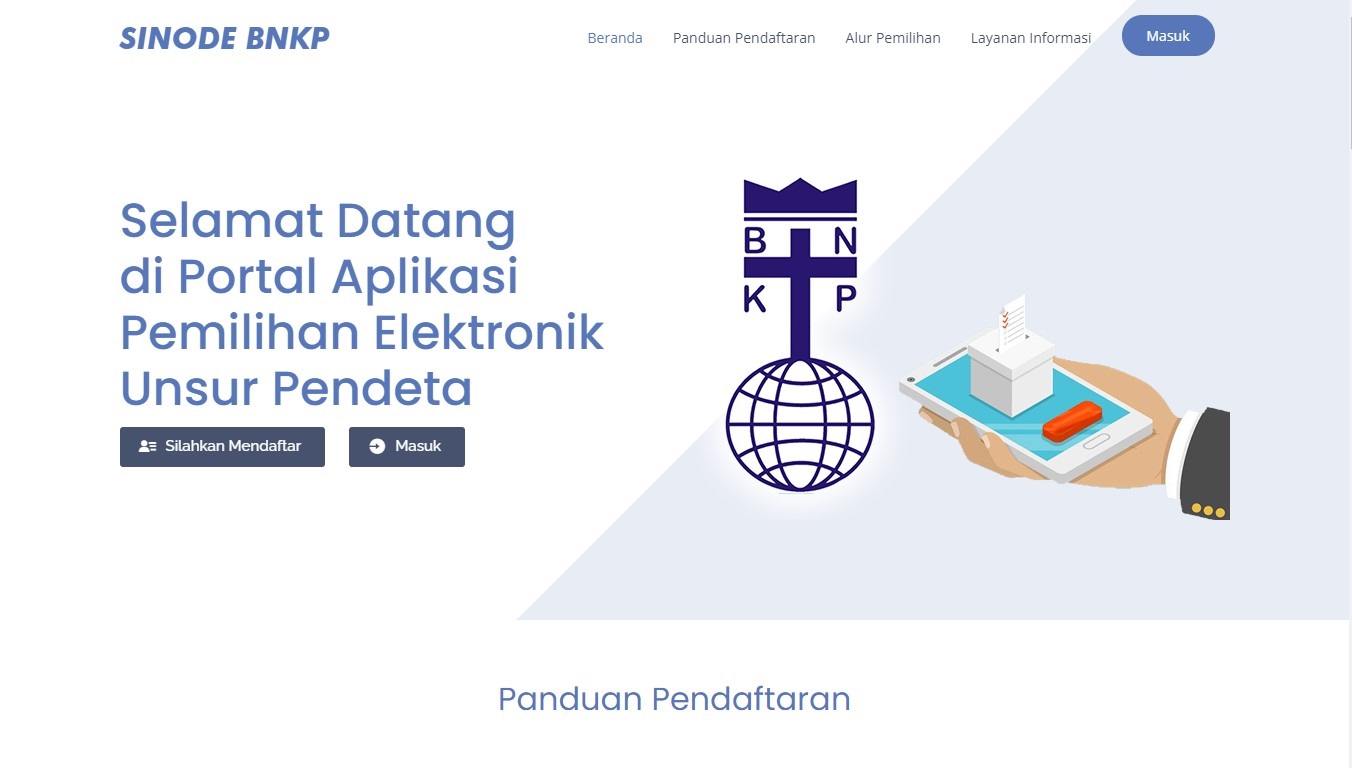 SINODE BNKP
Beranda
Panduan Pendaftaran
Alur Pemilihan
Layanan Informasi
Masuk
Selamat Datang
di Portal Aplikasi
Pemilihan Elektronik
Unsur Pendeta
Silahkan Mendaftar
Masuk
B N
K P
Panduan Pendaftaran